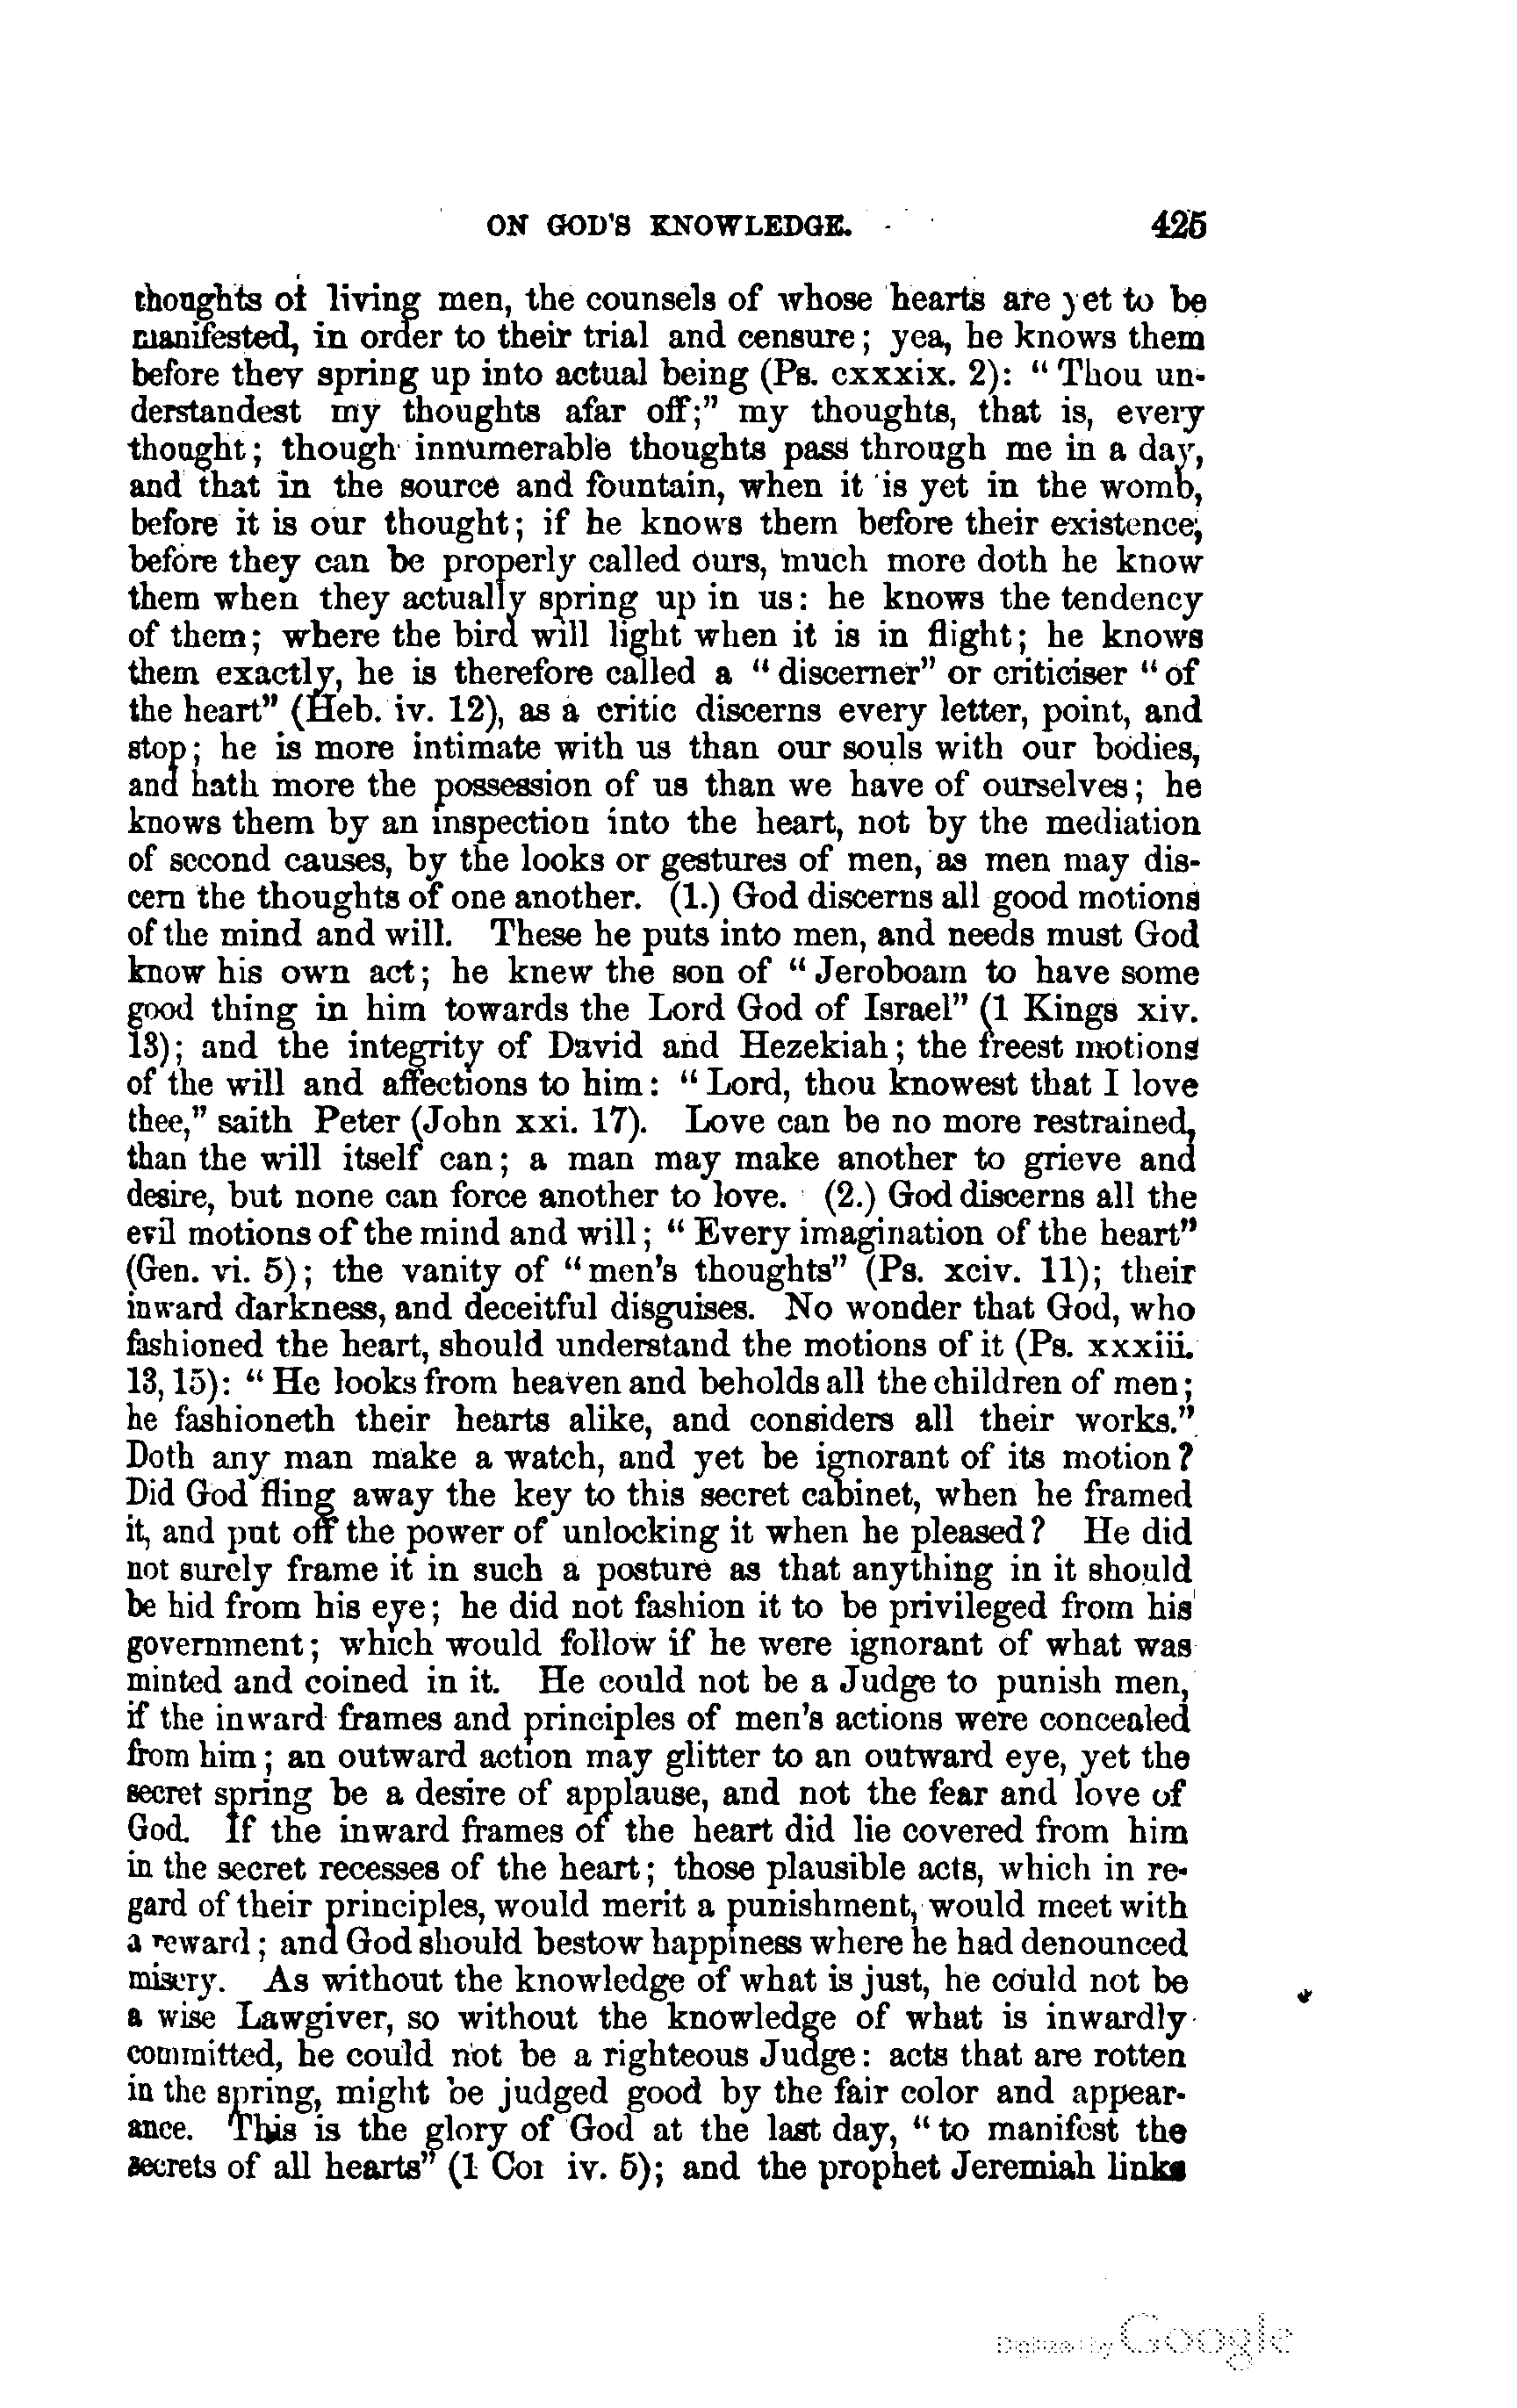 ON GOD'S KNOWLEDGE. 425
thoughts of living men, the counsels of whose hearts are yet to be
manifested, in order to their trial and censure; yea, he knows them
before they spring up into actual being (Ps. cxxxix. 2): “Thou un-
derstandest my thoughts afar off;” my thoughts, that is, every
thought; though innumerable thoughts pass through me in a day,
and that in the source and fountain, when it is yet in the womb,
before it is our thought; if he knows them before their existence,
before they can be properly called ours, much more doth he know
them when they actually spring up in us: he knows the tendency
of them; where the bird will light when it is in flight; he knows
them exactly, he is therefore called a “discerner” or criticiser “of
the heart” (Heb. iv. 12), as a critic discerns every letter, point, and
stop; he is more intimate with us than our souls with our bodies,
and hath more the possession of us than we have of ourselves; he
knows them by an inspection into the heart, not by the mediation
of second causes, by the looks or gestures of men, as men may dis-
cern the thoughts of one another. (1.) God discerns all good motions
of the mind and will. These he puts into men, and needs must God
know his own act; he knew the son of “Jeroboam to have some
good thing in him towards the Lord God of Israel” (1 Kings xiv.
13); and the integrity of David and Hezekiah; the freest motions
of the will and affections to him: “Lord, thou knowest that I love
thee,” saith Peter (John xxi. 17). Love can be no more restrained,
than the will itself can; a man may make another to grieve and
desire, but none can force another to love. (2.) God discerns all the
evil motions of the mind and will; “Every imagination of the heart”
(Gen. vi. 5); the vanity of “men's thoughts” (Ps. xciv. 11); their
inward darkness, and deceitful disguises. No wonder that God, who
fashioned the heart, should understand the motions of it (Ps. xxxiii.
13, 15): “He looks from heaven and beholds all the children of men;
he fashioneth their hearts alike, and considers all their works.”
Doth any man make a watch, and yet be ignorant of its motion?
Did God fling away the key to this secret cabinet, when he framed
it, and put off the power of unlocking it when he pleased? He did
not surely frame it in such a posture as that anything in it should
be hid from his eye; he did not fashion it to be privileged from his
government; which would follow if he were ignorant of what was
minted and coined in it. He could not be a Judge to punish men,
if the inward frames and principles of men's actions were concealed
from him; an outward action may glitter to an outward eye, yet the
secret spring be a desire of applause, and not the fear and love of
God. If the inward frames of the heart did lie covered from him
in the secret recesses of the heart; those plausible acts, which in re-
gard of their principles, would merit a punishment, would meet with
a reward; and God should bestow happiness where he had denounced
misery. As without the knowledge of what is just, he could not be
a wise Lawgiver, so without the knowledge of what is inwardly
committed, he could not be a righteous Judge: acts that are rotten
in the spring, might be judged good by the fair color and appear-
ance. This is the glory of God at the last day, “to manifest the
secrets of all hearts” (1 Cor iv. 5); and the prophet Jeremiah links
Digitized by Google